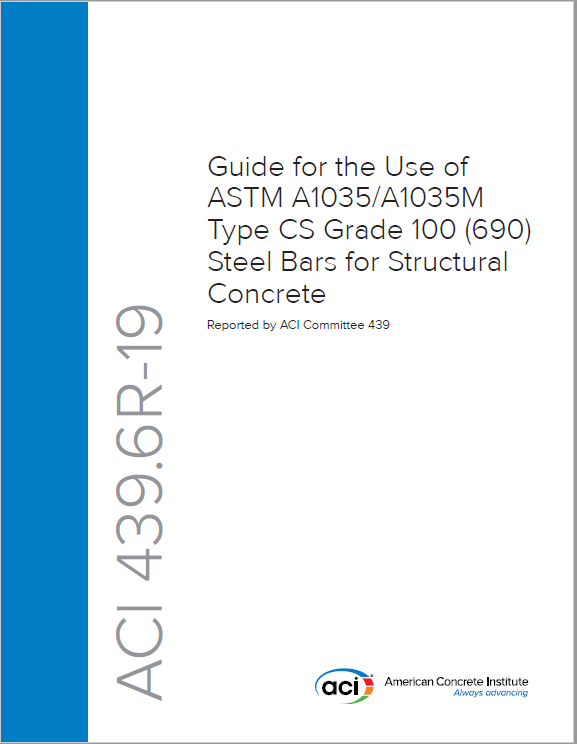 Guide for the Use of
ASTM A1035/A1035M
Type CS Grade 100 (690)
Steel Bars for Structural
Concrete
Reported by ACI Committee 439
ACI 439.6R-19
aci
American Concrete Institute
Always advancing